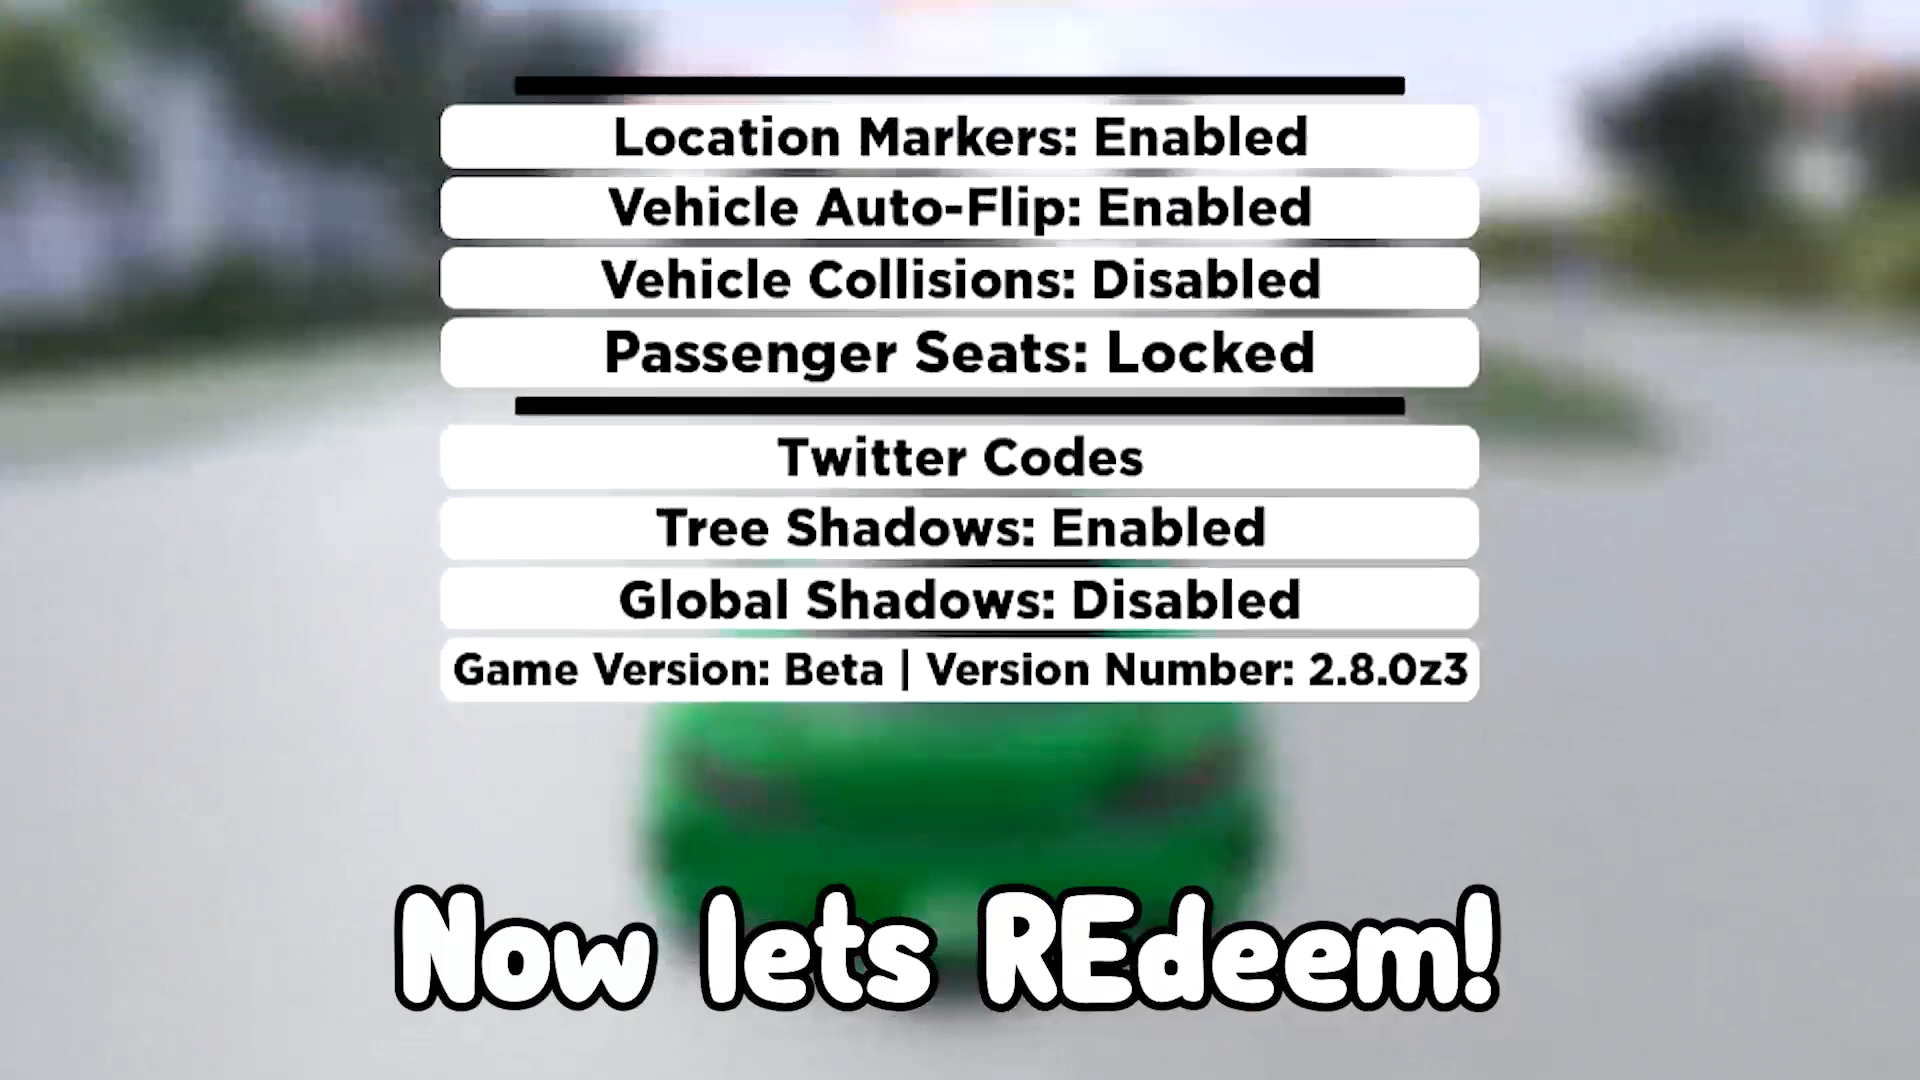 Location Markers: Enabled
Vehicle Auto-Flip: Enabled
Vehicle Collisions: Disabled
Passenger Seats: Locked
Twitter Codes
Tree Shadows: Enabled
Global Shadows: Disabled
Game Version: Beta | Version Number: 2.8.0z3
Now lets REdeem!